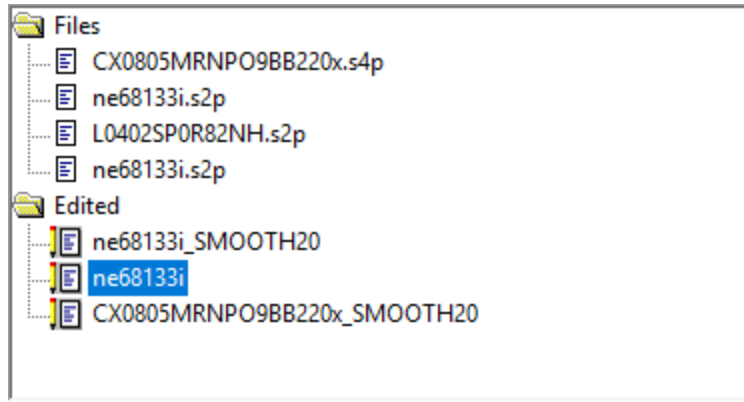 Files
CX0805MRNPO9BB220x.s4p
ne68133i.s2p
L0402SP0R82NH.s2p
ne68133i.s2p
Edited
ne68133i_SMOOTH20
ne68133i
CX0805MRNPO9BB220x_SMOOTH20